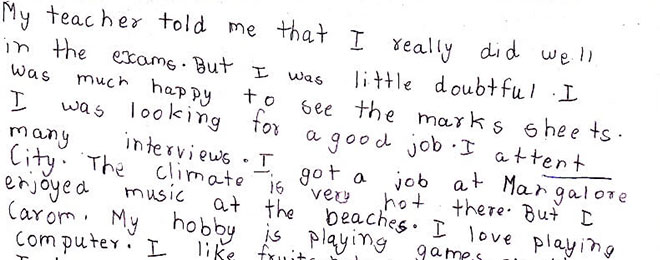 My teacher told me that I really did well
in the exams. But I was little doubtful. I
was much happy to see the marks sheets.
I was looking for a good job. I attent
many interviews. I got a job at Mangalore
City. The climate is very hot there. But I
enjoyed music at the beaches. I love playing
Carom. My hobby is playing games
computer. I like fruits